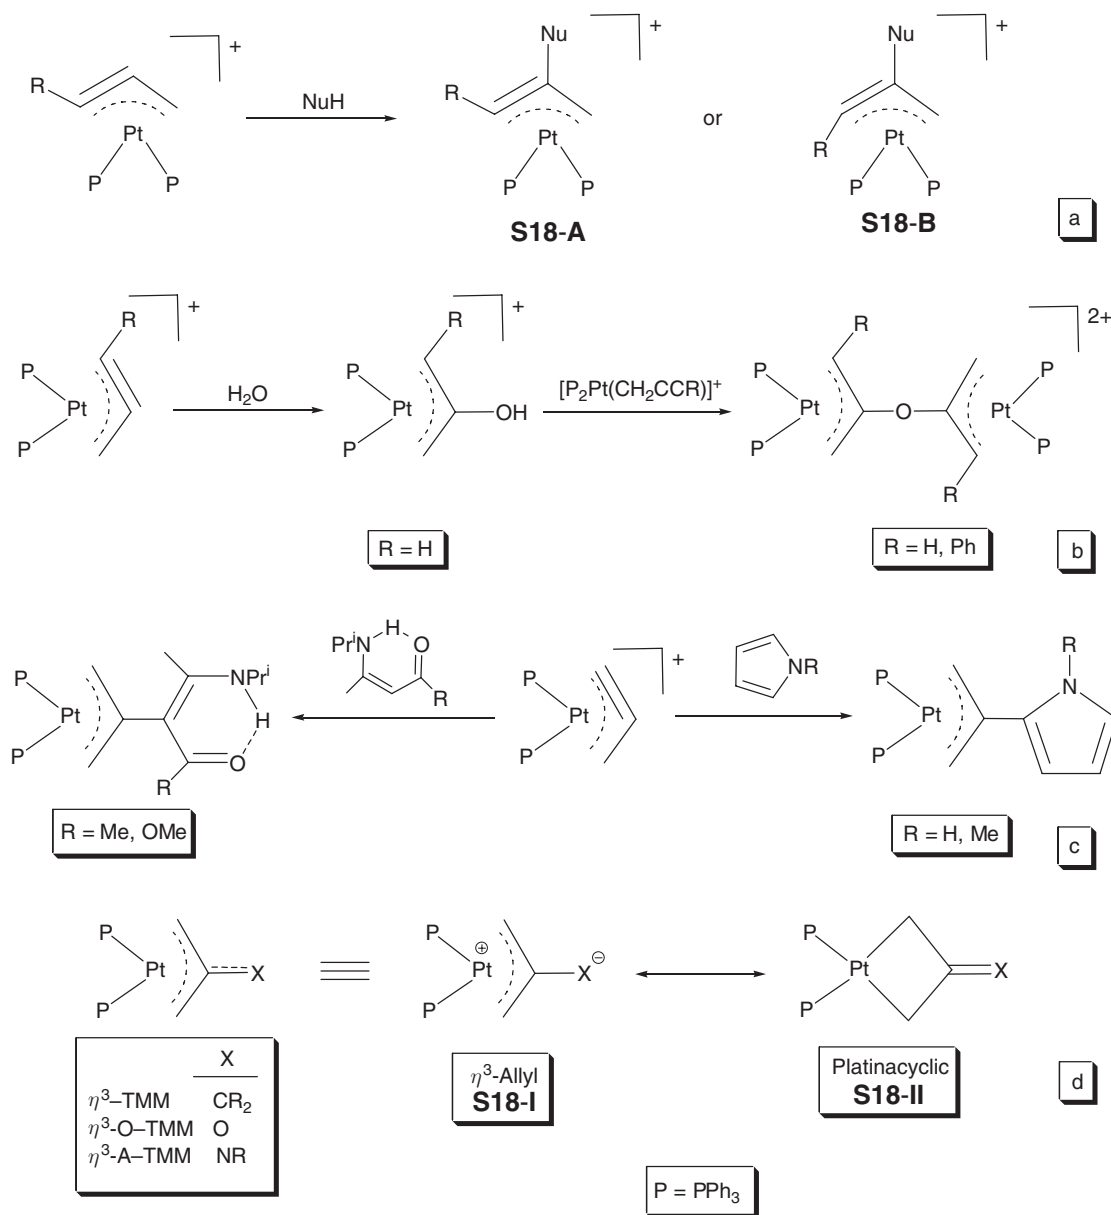 Nu Nu
R + NuH R + or R +
Pt Pt Pt
P P P P P P
S18-A S18-B a
R + R + R 2+
P P P P
Pt H2O Pt OH [P2Pt(CH2CCR)]+ Pt O Pt
P P P P
R
R = H R = H, Ph b
PriN H O + N R R
P NPri R P P N
Pt H Pt Pt
P O P P
R
R = Me, OMe R = H, Me c
P P ⊕ P
Pt X Pt X ⊖ Pt X
P P P
X
η3–TMM CR2
η3-O–TMM O
η3-A–TMM NR
η3-Allyl
S18-I
Platinacyclic
S18-II
d
P = PPh3